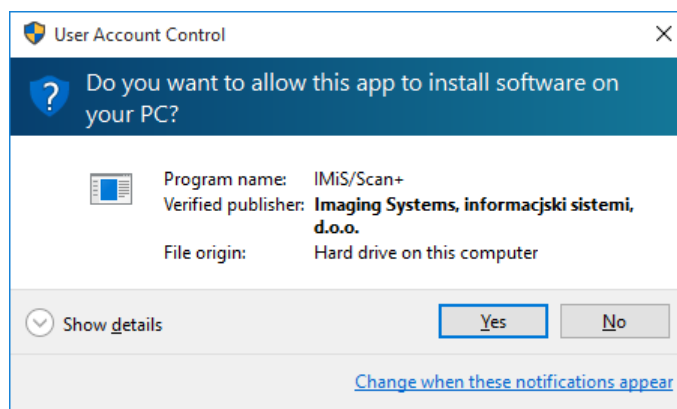 User Account Control
Do you want to allow this app to install software on
your PC?
Program name: IMiS/Scan+
Verified publisher: Imaging Systems, informacjski sistemi,
d.o.o.
File origin: Hard drive on this computer
Show details
Yes No
Change when these notifications appear